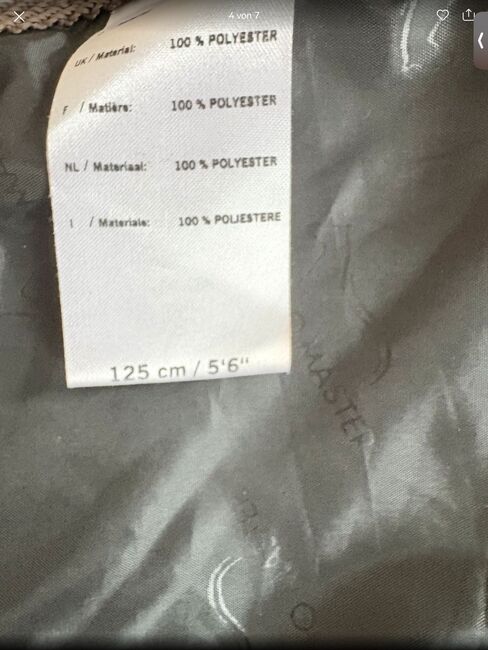 4 von 7
UK / Material: 100 % POLYESTER
F / Matière: 100 % POLYESTER
NL / Materiaal: 100 % POLYESTER
I / Materiale: 100 % POLIESTERE
125 cm / 5'6"
MASTER